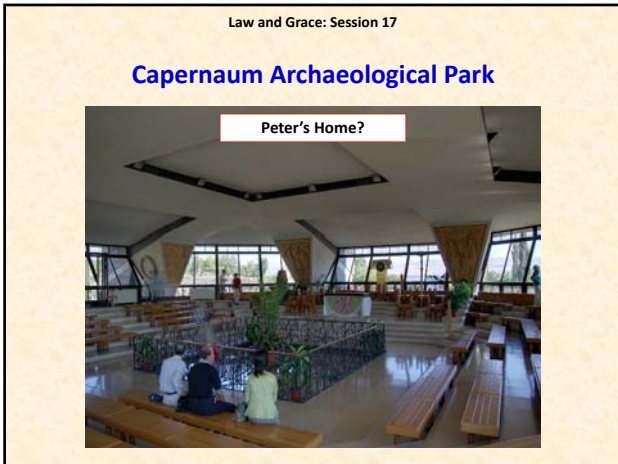 Law and Grace: Session 17
Capernaum Archaeological Park
Peter's Home?